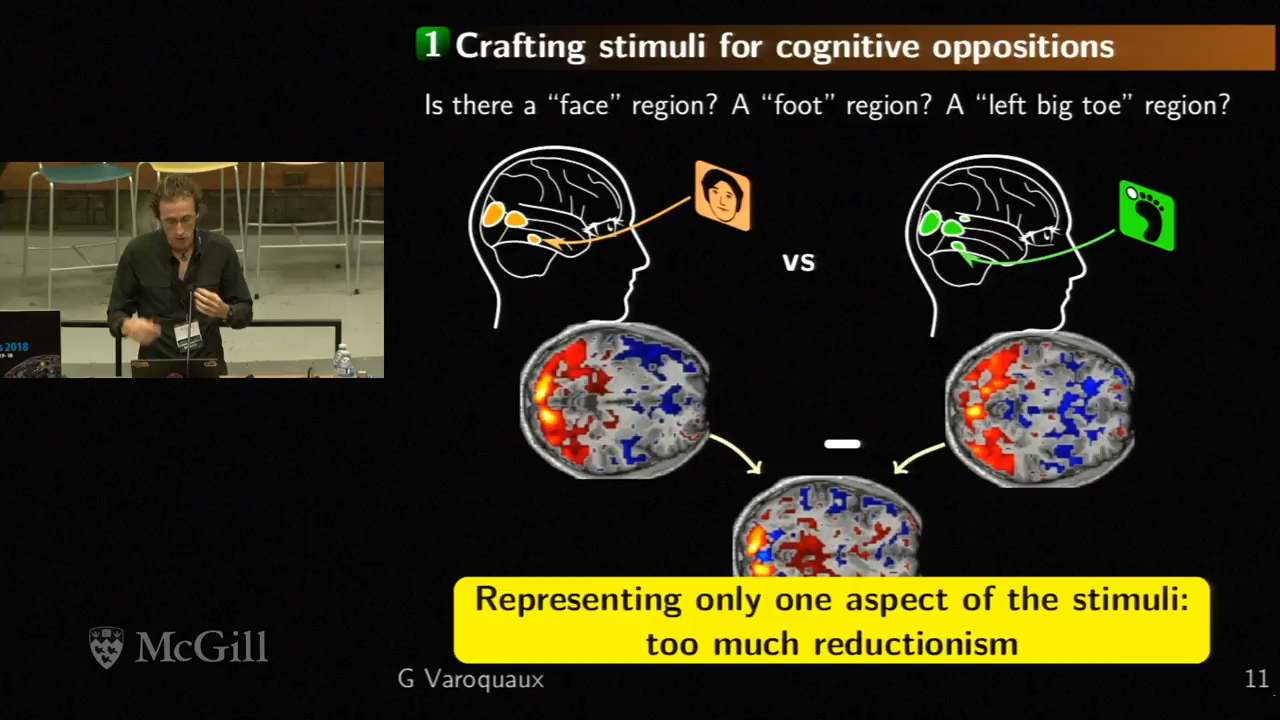 1 Crafting stimuli for cognitive oppositions
Is there a “face” region? A “foot” region? A “left big toe” region?
vs
–
s 2018
Representing only one aspect of the stimuli:
too much reductionism
McGill
G Varoquaux
11